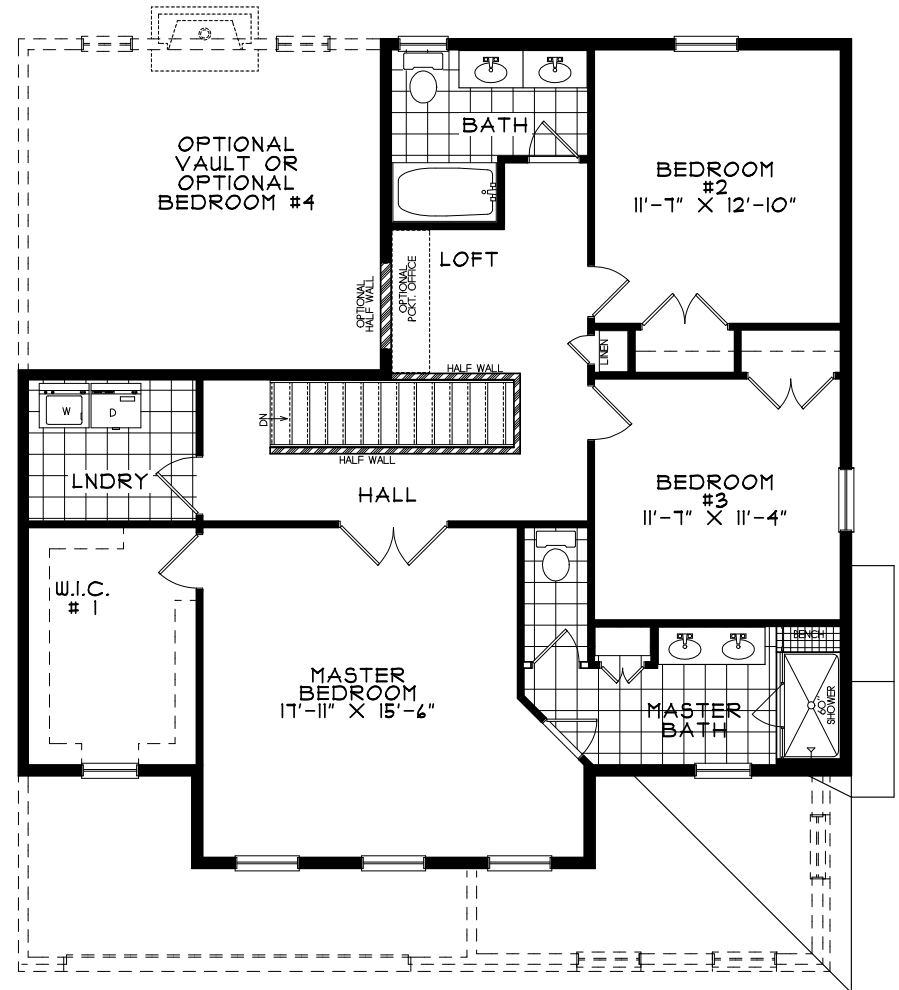 BATH
OPTIONAL
VAULT OR
OPTIONAL
BEDROOM #4
BEDROOM
#2
11'-7" X 12'-10"
LOFT
OPTIONAL
HALF WALL
OPTIONAL
PCKT. OFFICE
LINEN
HALF WALL
W
D
DN
HALF WALL
LNDRY
HALL
BEDROOM
#3
11'-7" X 11'-4"
W.I.C.
# 1
BENCH
MASTER
BEDROOM
17'-11" X 15'-6"
MASTER
BATH
60"
SHOWER